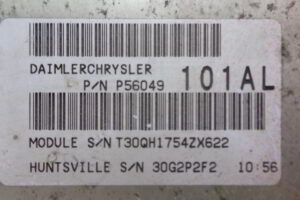 DAIMLERCHRYSLER
P/N P56049 101AL
MODULE S/N T30QH1754ZX622
HUNTSVILLE S/N 30G2P2F2 10:56